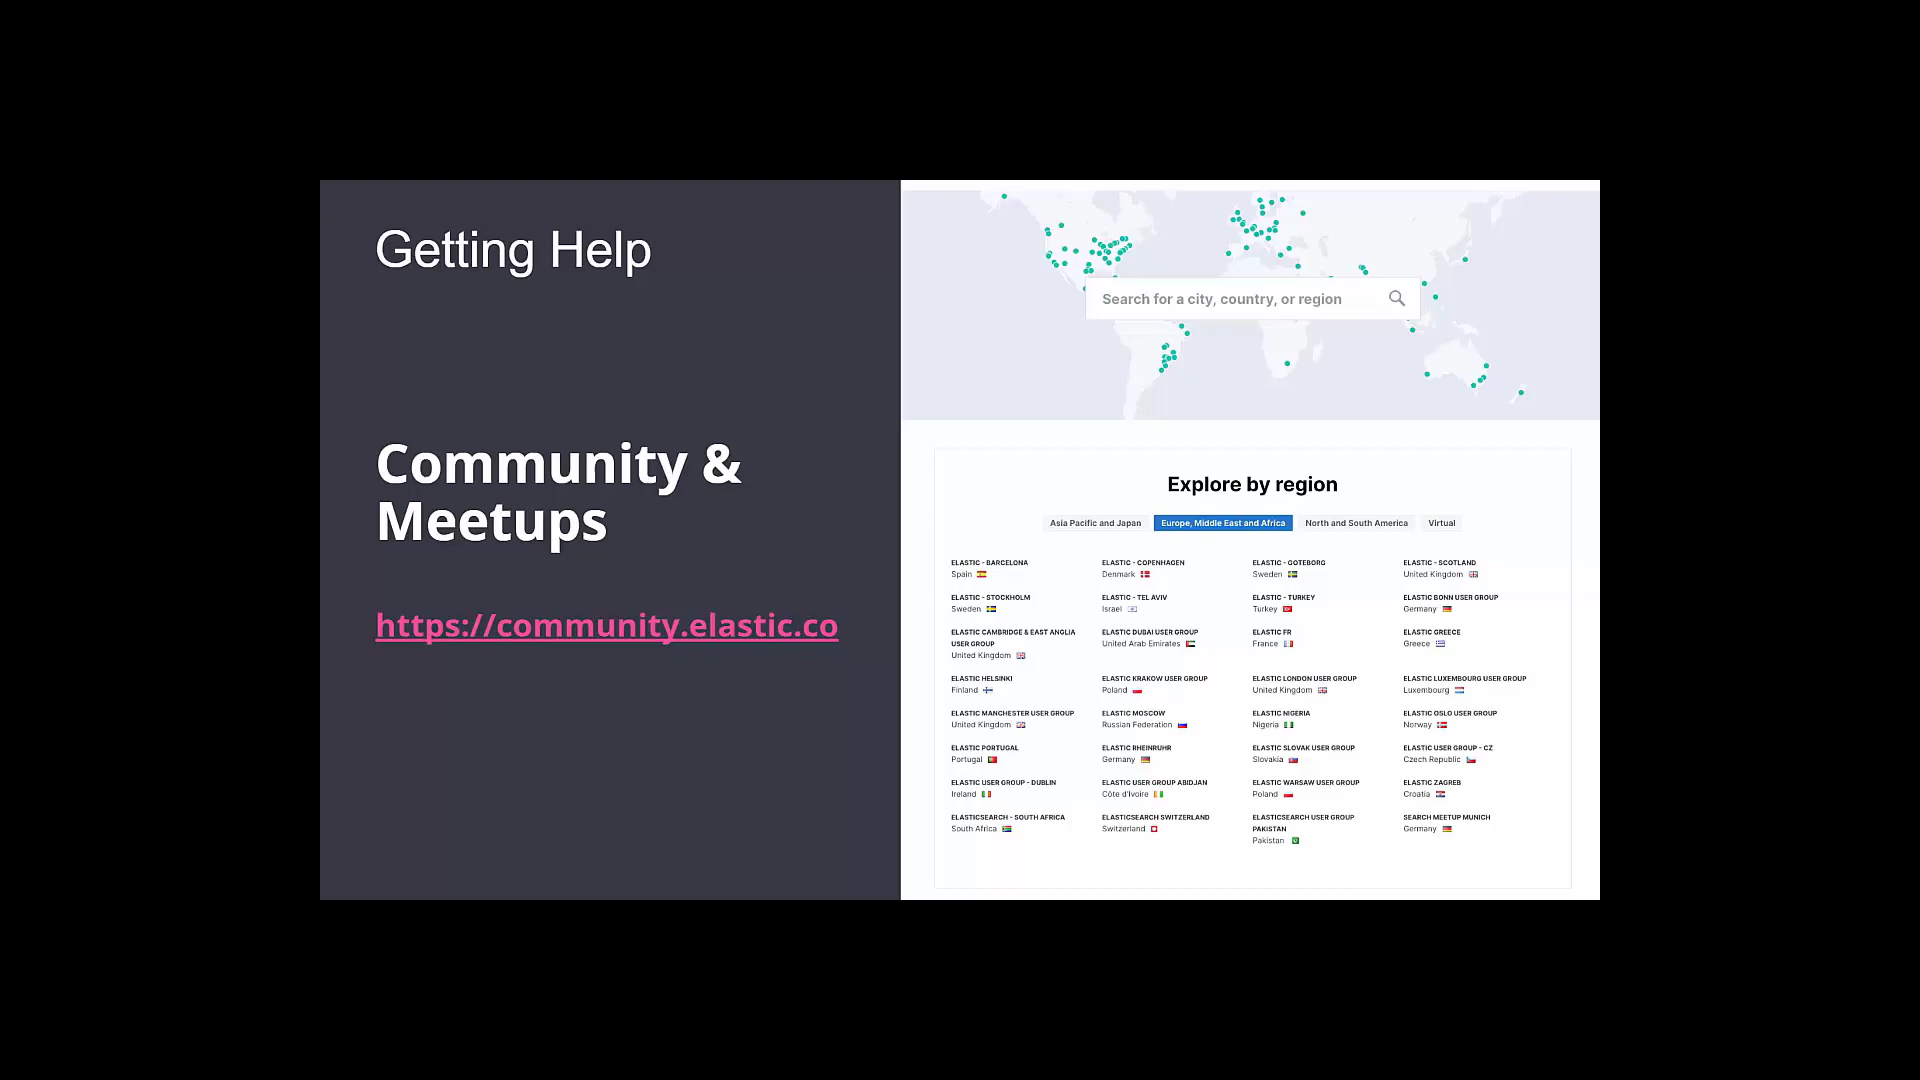 Getting Help
Community &
Meetups
https://community.elastic.co
Search for a city, country, or region
Explore by region
Asia Pacific and Japan
Europe, Middle East and Africa
North and South America
Virtual
ELASTIC - BARCELONA
Spain
ELASTIC - COPENHAGEN
Denmark
ELASTIC - GOTEBORG
Sweden
ELASTIC - SCOTLAND
United Kingdom
ELASTIC - STOCKHOLM
Sweden
ELASTIC - TEL AVIV
Israel
ELASTIC - TURKEY
Turkey
ELASTIC BONN USER GROUP
Germany
ELASTIC CAMBRIDGE & EAST ANGLIA
USER GROUP
United Kingdom
ELASTIC DUBAI USER GROUP
United Arab Emirates
ELASTIC FR
France
ELASTIC GREECE
Greece
ELASTIC HELSINKI
Finland
ELASTIC KRAKOW USER GROUP
Poland
ELASTIC LONDON USER GROUP
United Kingdom
ELASTIC LUXEMBOURG USER GROUP
Luxembourg
ELASTIC MANCHESTER USER GROUP
United Kingdom
ELASTIC MOSCOW
Russian Federation
ELASTIC NIGERIA
Nigeria
ELASTIC OSLO USER GROUP
Norway
ELASTIC PORTUGAL
Portugal
ELASTIC RHEINRUHR
Germany
ELASTIC SLOVAK USER GROUP
Slovakia
ELASTIC USER GROUP - CZ
Czech Republic
ELASTIC USER GROUP - DUBLIN
Ireland
ELASTIC USER GROUP ABIDJAN
Côte d'Ivoire
ELASTIC WARSAW USER GROUP
Poland
ELASTIC ZAGREB
Croatia
ELASTICSEARCH - SOUTH AFRICA
South Africa
ELASTICSEARCH SWITZERLAND
Switzerland
ELASTICSEARCH USER GROUP
PAKISTAN
Pakistan
SEARCH MEETUP MUNICH
Germany